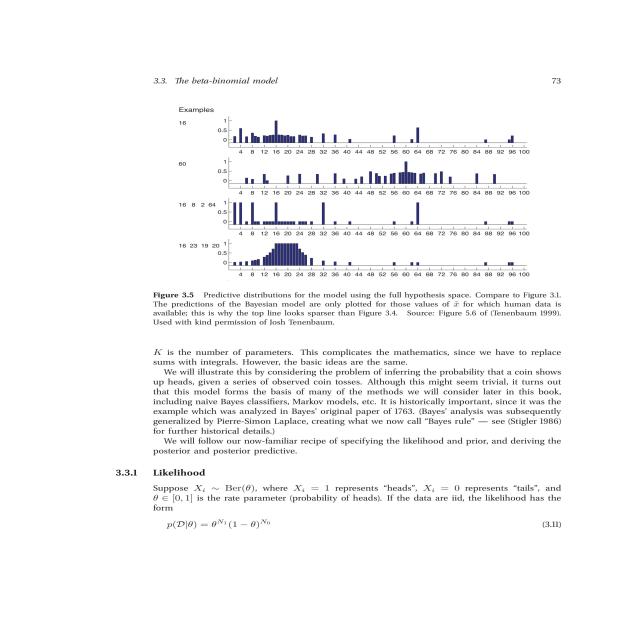 3.3. The beta-binomial model 73
Examples
16
1
0.5
0
4 8 12 16 20 24 28 32 36 40 44 48 52 56 60 64 68 72 76 80 84 88 92 96 100
60
1
0.5
0
4 8 12 16 20 24 28 32 36 40 44 48 52 56 60 64 68 72 76 80 84 88 92 96 100
16 8 2 64
1
0.5
0
4 8 12 16 20 24 28 32 36 40 44 48 52 56 60 64 68 72 76 80 84 88 92 96 100
16 23 19 20
1
0.5
0
4 8 12 16 20 24 28 32 36 40 44 48 52 56 60 64 68 72 76 80 84 88 92 96 100
Figure 3.5 Predictive distributions for the model using the full hypothesis space. Compare to Figure 3.1.
The predictions of the Bayesian model are only plotted for those values of x̃ for which human data is
available; this is why the top line looks sparser than Figure 3.4. Source: Figure 5.6 of (Tenenbaum 1999).
Used with kind permission of Josh Tenenbaum.
K is the number of parameters. This complicates the mathematics, since we have to replace
sums with integrals. However, the basic ideas are the same.
We will illustrate this by considering the problem of inferring the probability that a coin shows
up heads, given a series of observed coin tosses. Although this might seem trivial, it turns out
that this model forms the basis of many of the methods we will consider later in this book,
including naive Bayes classifiers, Markov models, etc. It is historically important, since it was the
example which was analyzed in Bayes' original paper of 1763. (Bayes' analysis was subsequently
generalized by Pierre-Simon Laplace, creating what we now call "Bayes rule" — see (Stigler 1986)
for further historical details.)
We will follow our now-familiar recipe of specifying the likelihood and prior, and deriving the
posterior and posterior predictive.
3.3.1 Likelihood
Suppose Xᵢ ∼ Ber(θ), where Xᵢ = 1 represents "heads", Xᵢ = 0 represents "tails", and
θ ∈ [0, 1] is the rate parameter (probability of heads). If the data are iid, the likelihood has the
form
p(𝒟|θ) = θ^{N₁}(1 − θ)^{N₀} (3.11)